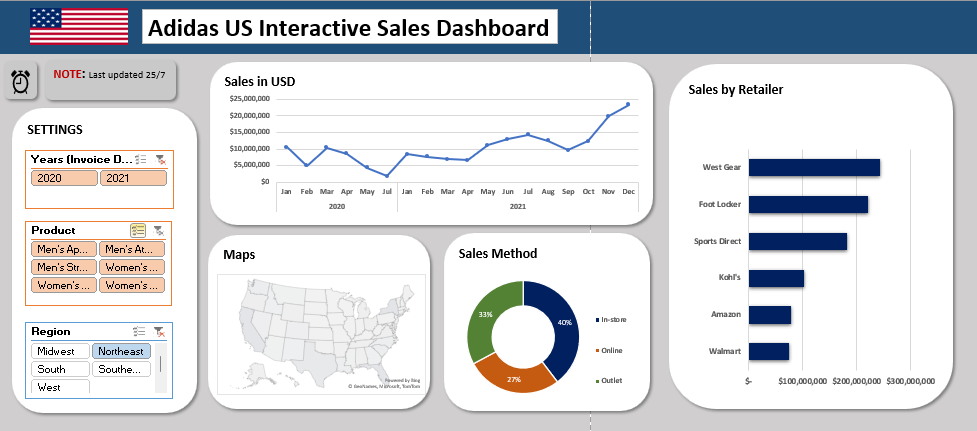 Adidas US Interactive Sales Dashboard
NOTE: Last updated 25/7
SETTINGS
Years (Invoice D...
2020 2021
Product
Men's Ap... Men's At...
Men's Str... Women's ...
Women's ... Women's ...
Region
Midwest Northeast
South Southe...
West
Sales in USD
$25,000,000
$20,000,000
$15,000,000
$10,000,000
$5,000,000
$0
Jan Feb Mar Apr May Jul Jan Feb Mar Apr May Jun Jul Aug Sep Oct Nov Dec
2020 2021
Maps
Powered by Bing
© GeoNames, Microsoft, TomTom
Sales Method
33%
40%
27%
In-store
Online
Outlet
Sales by Retailer
West Gear
Foot Locker
Sports Direct
Kohl's
Amazon
Walmart
$- $100,000,000 $200,000,000 $300,000,000